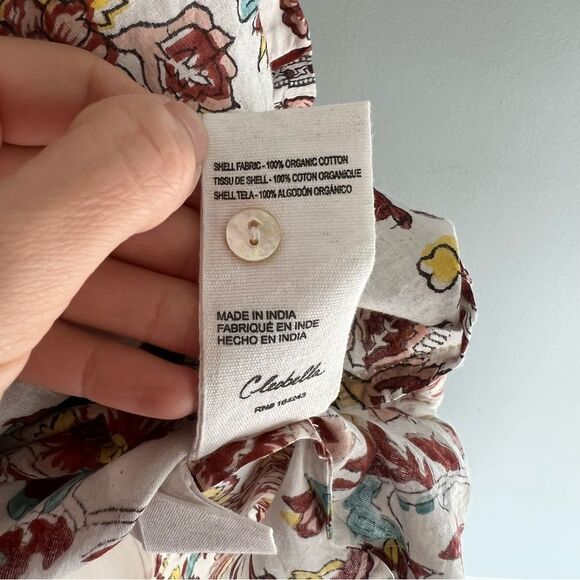 SHELL FABRIC - 100% ORGANIC COTTON
TISSU DE SHELL - 100% COTON ORGANIQUE
SHELL TELA - 100% ALGODÓN ORGÁNICO
MADE IN INDIA
FABRIQUÉ EN INDE
HECHO EN INDIA
Cleobella
RN# 164243